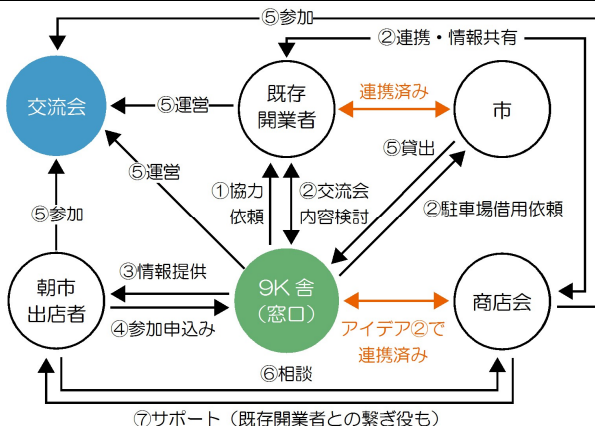 ⑤参加
②連携・情報共有
交流会
⑤運営
既存
開業者
連携済み
市
⑤貸出
⑤運営
①協力
依頼
②交流会
内容検討
②駐車場借用依頼
⑤参加
朝市
出店者
③情報提供
④参加申込み
9K舎
（窓口）
アイデア②で
連携済み
商店会
⑥相談
⑦サポート（既存開業者との繋ぎ役も）